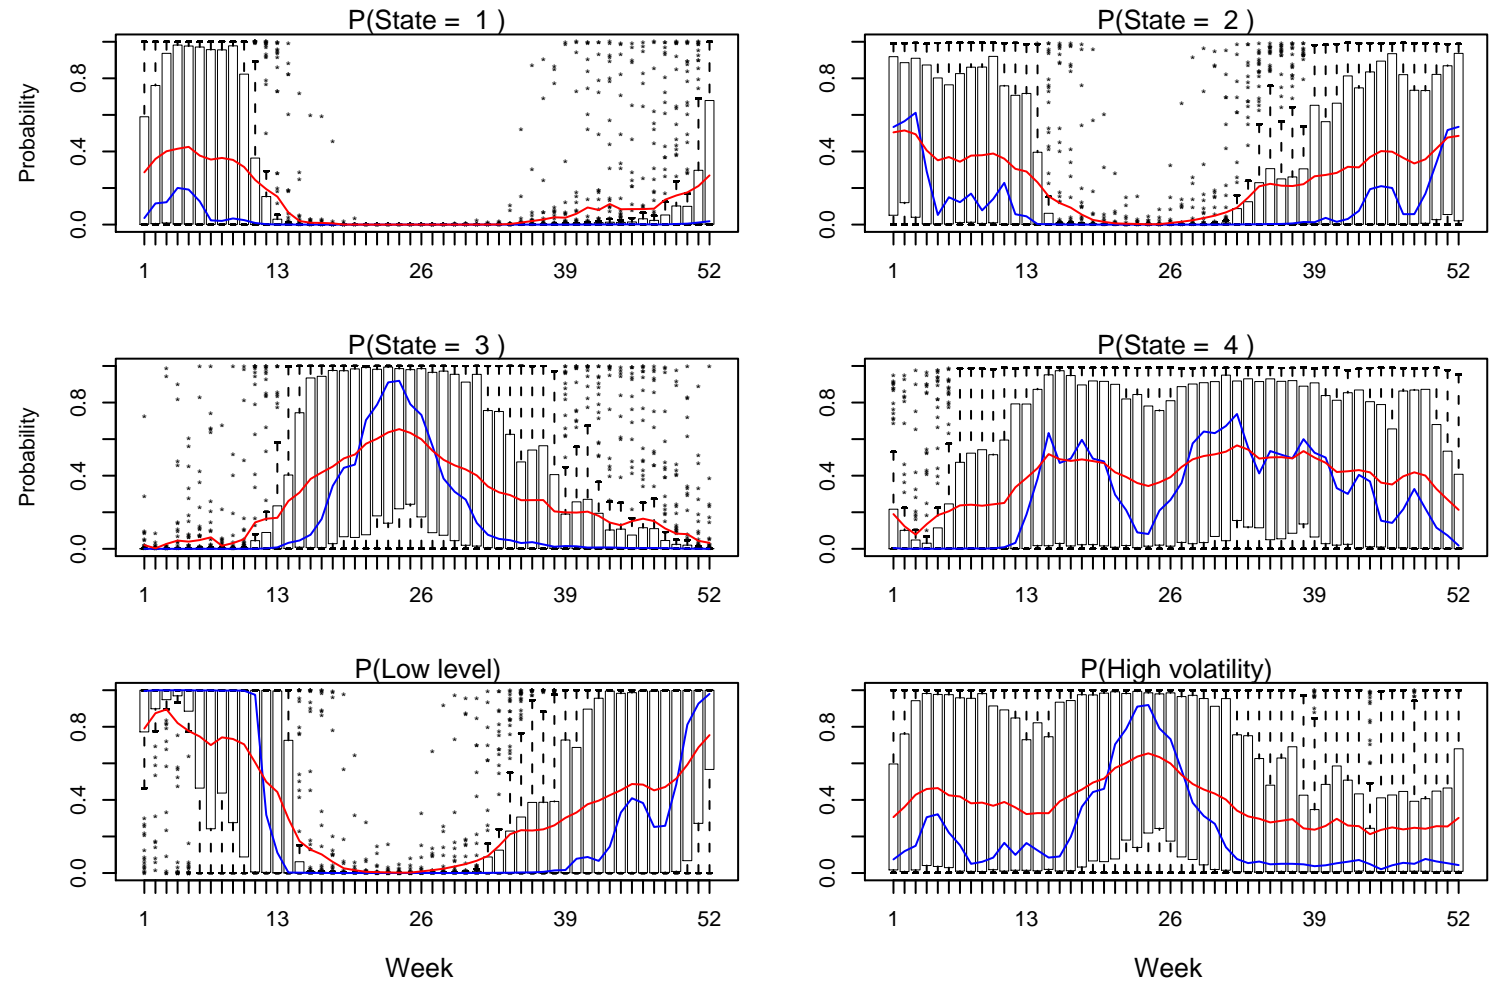 P(State = 1 )
Probability
0.0 0.4 0.8
1 13 26 39 52
P(State = 2 )
0.0 0.4 0.8
1 13 26 39 52
P(State = 3 )
Probability
0.0 0.4 0.8
1 13 26 39 52
P(State = 4 )
0.0 0.4 0.8
1 13 26 39 52
P(Low level)
0.0 0.4 0.8
1 13 26 39 52
Week
P(High volatility)
0.0 0.4 0.8
1 13 26 39 52
Week